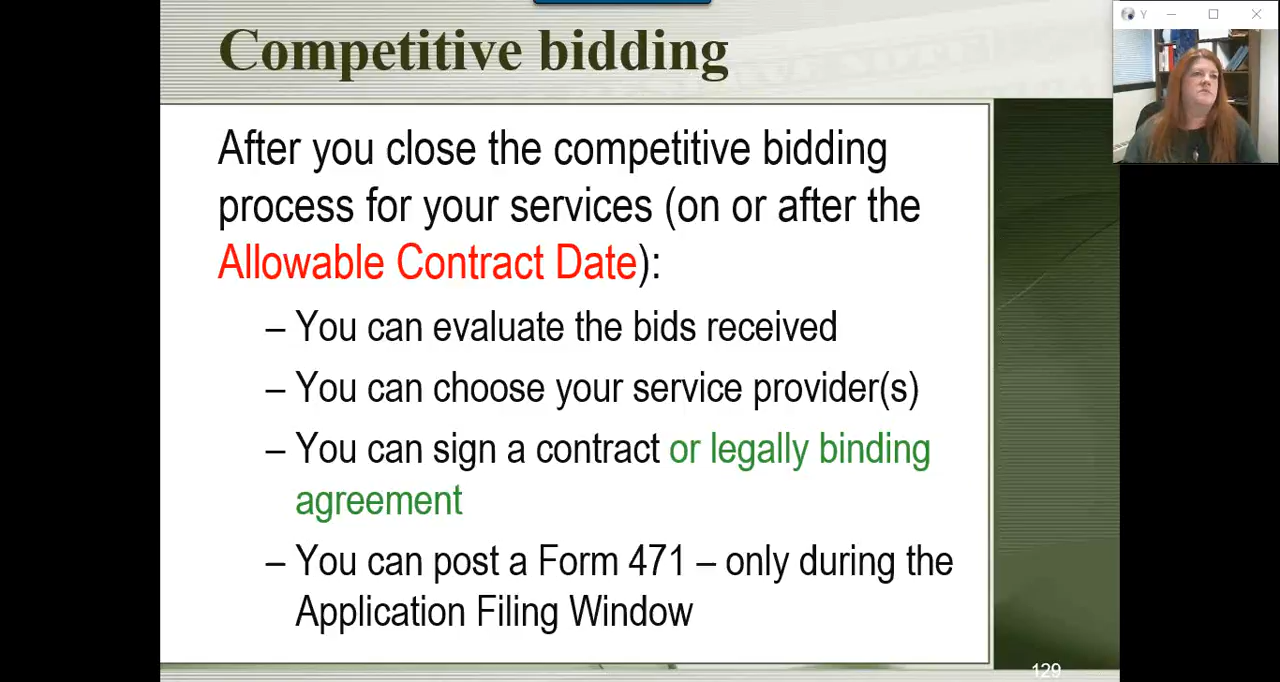 Competitive bidding
Y
After you close the competitive bidding
process for your services (on or after the
Allowable Contract Date):
– You can evaluate the bids received
– You can choose your service provider(s)
– You can sign a contract or legally binding
agreement
– You can post a Form 471 – only during the
Application Filing Window
129